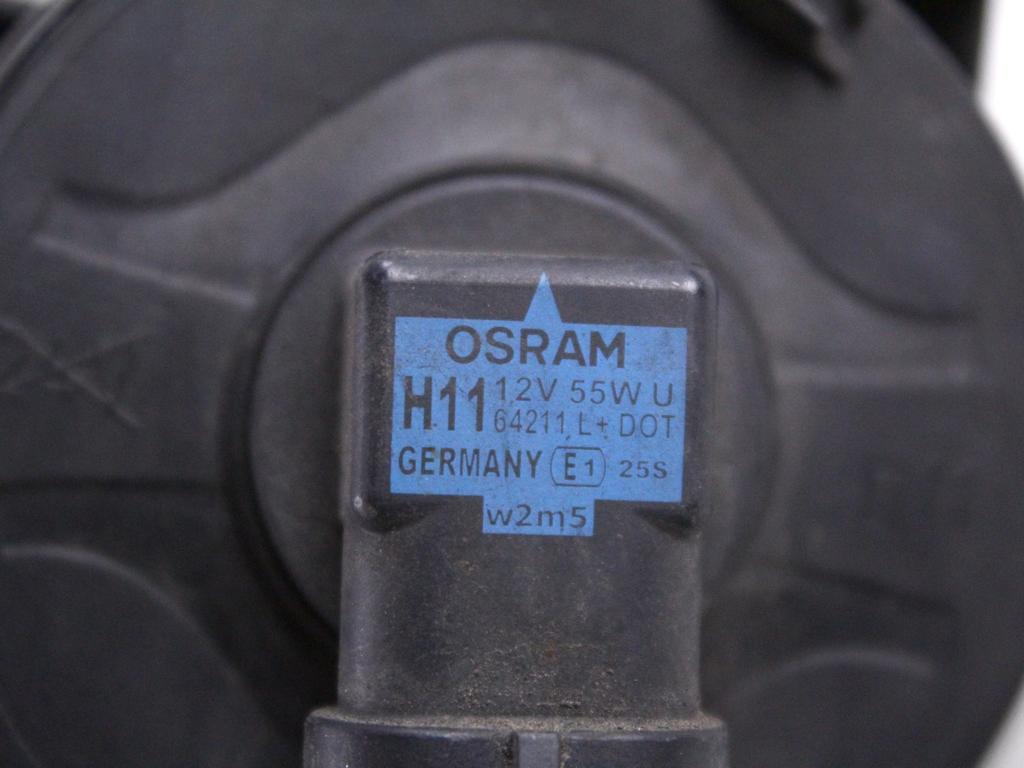 OSRAM
H11 12V 55W U
64211 L+ DOT
GERMANY E1 25S
w2m5